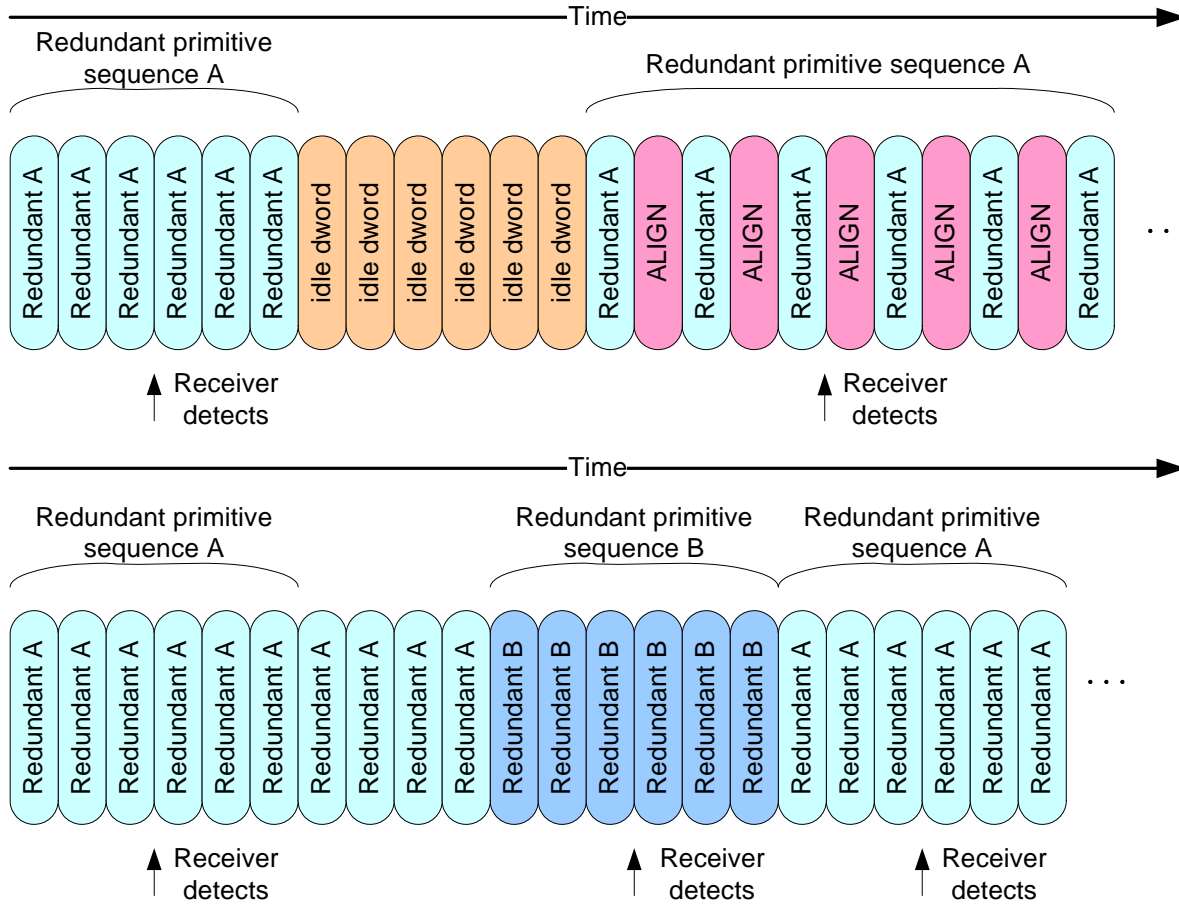 Time
Redundant primitive
sequence A
Redundant primitive sequence A
Redundant A
Redundant A
Redundant A
Redundant A
Redundant A
Redundant A
idle dword
idle dword
idle dword
idle dword
idle dword
idle dword
Redundant A
ALIGN
Redundant A
ALIGN
Redundant A
ALIGN
Redundant A
ALIGN
Redundant A
ALIGN
Redundant A
. .
Receiver
detects
Receiver
detects
Time
Redundant primitive
sequence A
Redundant primitive
sequence B
Redundant primitive
sequence A
Redundant A
Redundant A
Redundant A
Redundant A
Redundant A
Redundant A
Redundant A
Redundant A
Redundant A
Redundant A
Redundant B
Redundant B
Redundant B
Redundant B
Redundant B
Redundant B
Redundant A
Redundant A
Redundant A
Redundant A
Redundant A
Redundant A
. . .
Receiver
detects
Receiver
detects
Receiver
detects